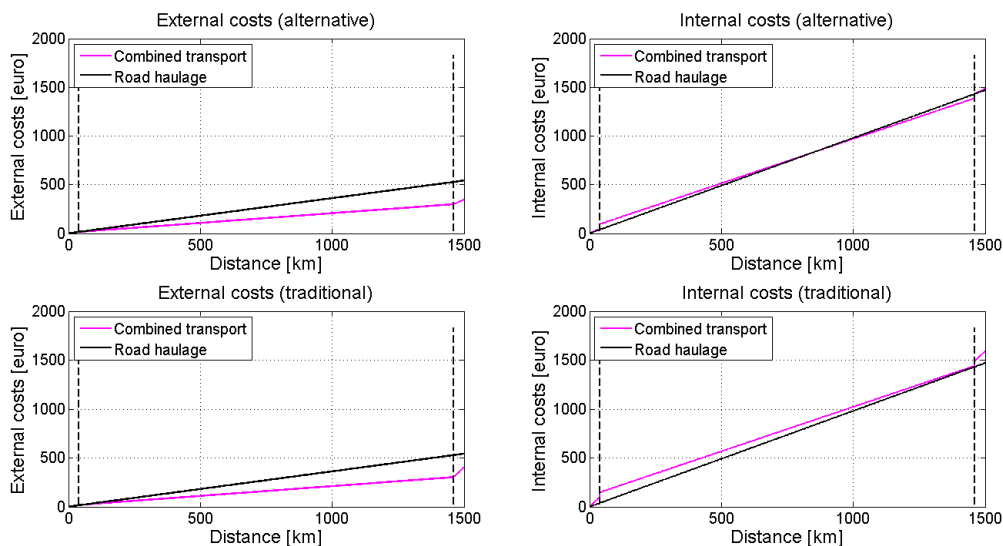 External costs (alternative)
2000
1500
1000
500
0
0 500 1000 1500
External costs [euro]
Distance [km]
Combined transport
Road haulage
Internal costs (alternative)
2000
1500
1000
500
0
0 500 1000 1500
Internal costs [euro]
Distance [km]
Combined transport
Road haulage
External costs (traditional)
2000
1500
1000
500
0
0 500 1000 1500
External costs [euro]
Distance [km]
Combined transport
Road haulage
Internal costs (traditional)
2000
1500
1000
500
0
0 500 1000 1500
Internal costs [euro]
Distance [km]
Combined transport
Road haulage